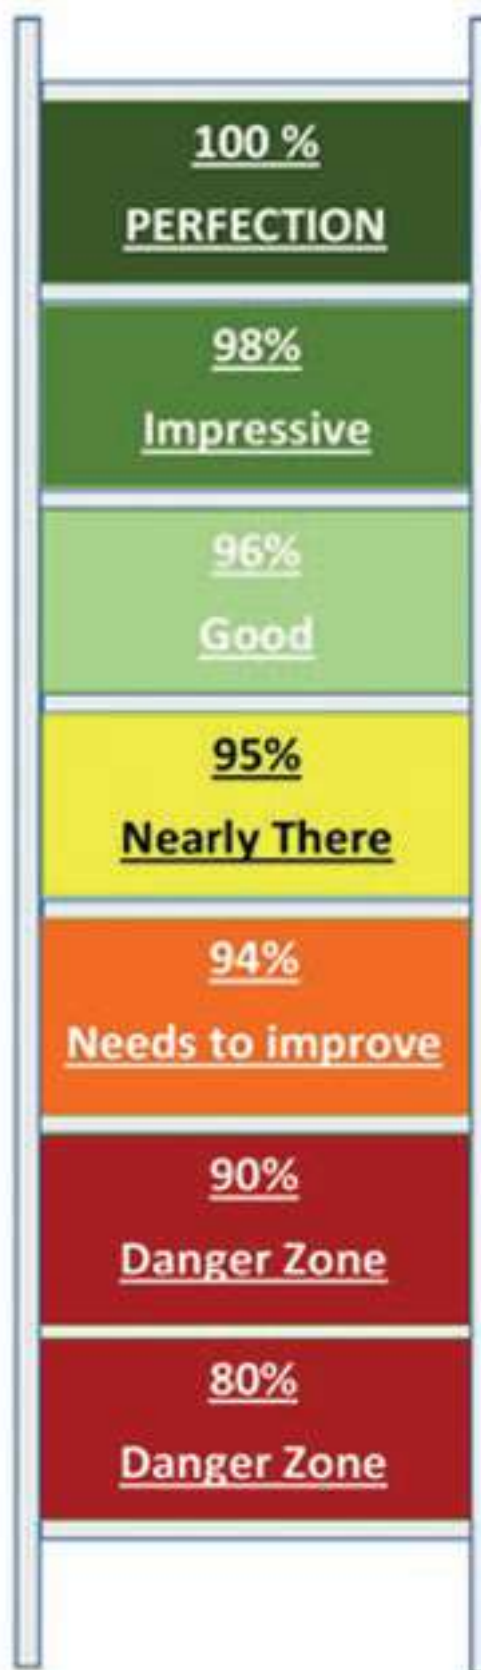 100 %
PERFECTION
98%
Impressive
96%
Good
95%
Nearly There
94%
Needs to improve
90%
Danger Zone
80%
Danger Zone